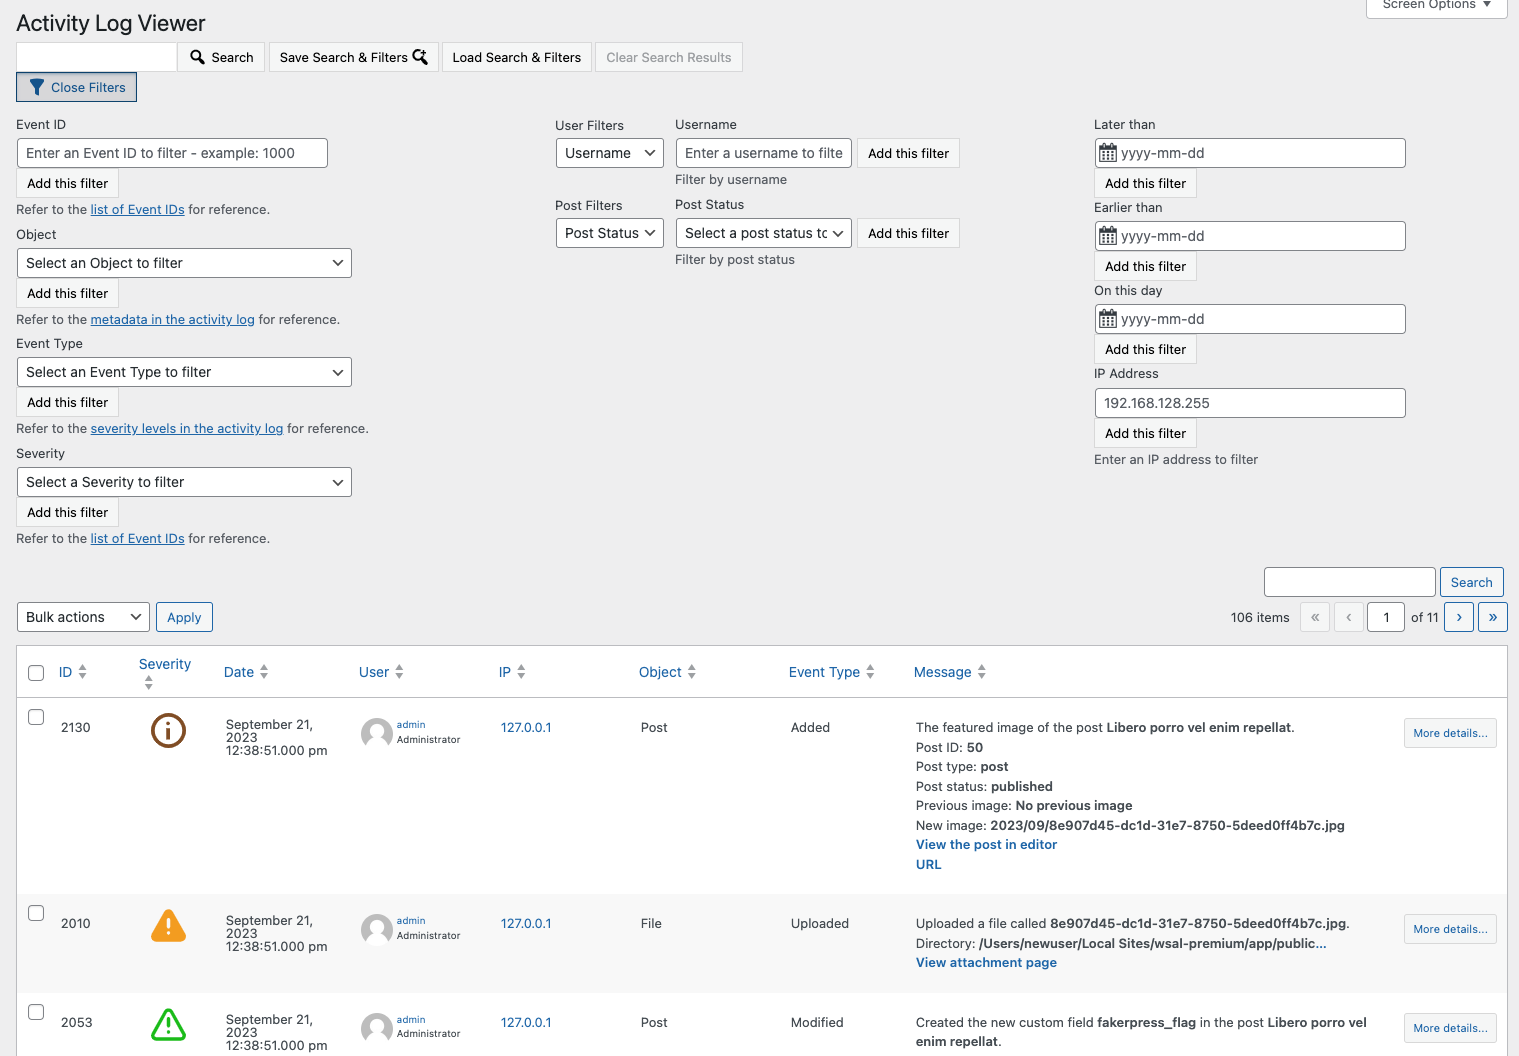 Screen Options ▼
Activity Log Viewer
Search
Save Search & Filters
Load Search & Filters
Clear Search Results
Close Filters
Event ID
Enter an Event ID to filter - example: 1000
Add this filter
Refer to the list of Event IDs for reference.
Object
Select an Object to filter
Add this filter
Refer to the metadata in the activity log for reference.
Event Type
Select an Event Type to filter
Add this filter
Refer to the severity levels in the activity log for reference.
Severity
Select a Severity to filter
Add this filter
Refer to the list of Event IDs for reference.
User Filters
Username
Username
Enter a username to filte
Add this filter
Filter by username
Post Filters
Post Status
Post Status
Select a post status to
Add this filter
Filter by post status
Later than
yyyy-mm-dd
Add this filter
Earlier than
yyyy-mm-dd
Add this filter
On this day
yyyy-mm-dd
Add this filter
IP Address
192.168.128.255
Add this filter
Enter an IP address to filter
Search
Bulk actions
Apply
106 items « ‹ 1 of 11 › »
ID Severity Date User IP Object Event Type Message
2130
September 21,
2023
12:38:51.000 pm
admin
Administrator
127.0.0.1
Post
Added
The featured image of the post Libero porro vel enim repellat.
Post ID: 50
Post type: post
Post status: published
Previous image: No previous image
New image: 2023/09/8e907d45-dc1d-31e7-8750-5deed0ff4b7c.jpg
View the post in editor
URL
More details...
2010
September 21,
2023
12:38:51.000 pm
admin
Administrator
127.0.0.1
File
Uploaded
Uploaded a file called 8e907d45-dc1d-31e7-8750-5deed0ff4b7c.jpg.
Directory: /Users/newuser/Local Sites/wsal-premium/app/public...
View attachment page
More details...
2053
September 21,
2023
12:38:51.000 pm
admin
Administrator
127.0.0.1
Post
Modified
Created the new custom field fakerpress_flag in the post Libero porro vel
enim repellat.
More details...